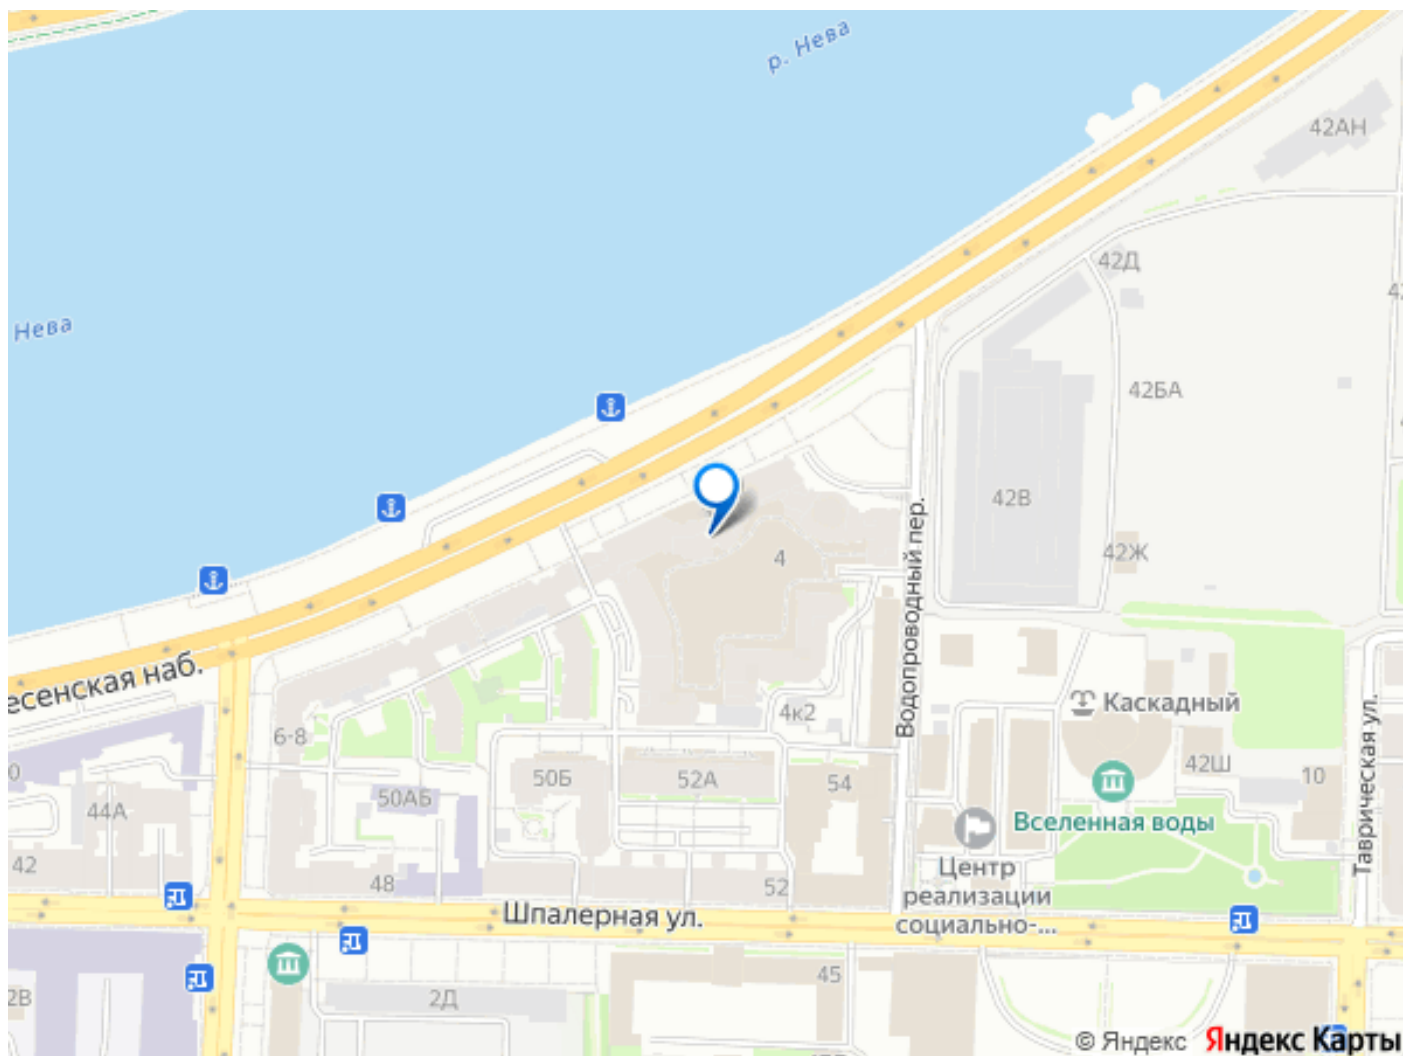 р. Нева
42АН
42Д
Нева
42БА
42В
Водопроводный пер.
4
42Ж
есенская наб.
4к2
Каскадный
6-8
42Ш
10
Таврическая ул.
50Б
52А
54
50АБ
44А
Вселенная воды
42
48
52
Центр
реализации
социально-...
Шпалерная ул.
45
2Д
© Яндекс Яндекс Карты